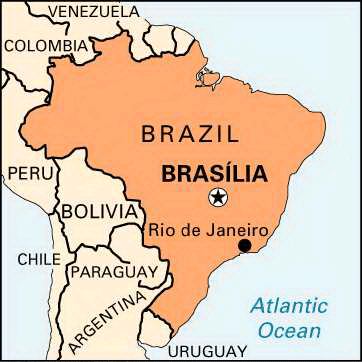 VENEZUELA
COLOMBIA
BRAZIL
BRASÍLIA
PERU
BOLIVIA
Rio de Janeiro
CHILE
PARAGUAY
ARGENTINA
Atlantic
Ocean
URUGUAY